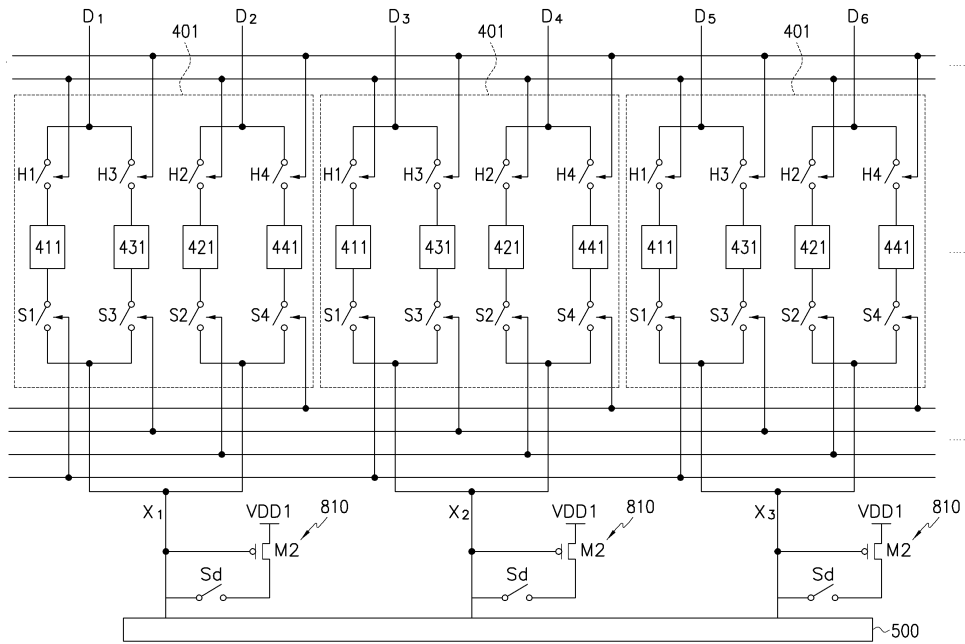 D1 D2 D3 D4 D5 D6
401 401 401
H1 H3 H2 H4 H1 H3 H2 H4 H1 H3 H2 H4
411 431 421 441 411 431 421 441 411 431 421 441
S1 S3 S2 S4 S1 S3 S2 S4 S1 S3 S2 S4
X1 VDD1 810 X2 VDD1 810 X3 VDD1 810
M2 M2 M2
Sd Sd Sd
500